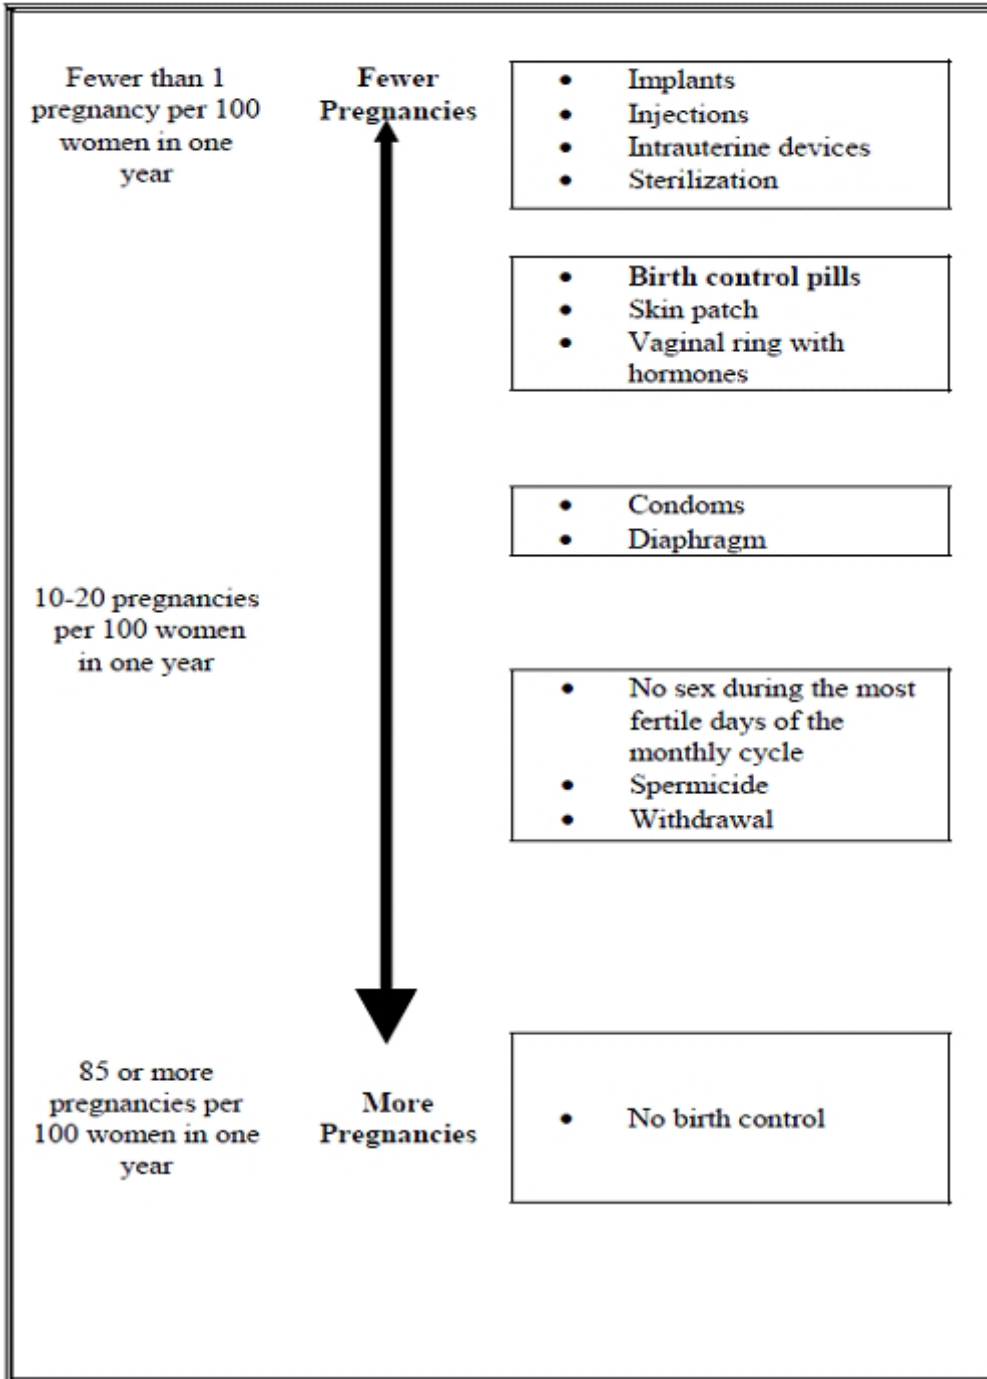 Fewer than 1
pregnancy per 100
women in one
year
Fewer
Pregnancies
• Implants
• Injections
• Intrauterine devices
• Sterilization
• Birth control pills
• Skin patch
• Vaginal ring with
hormones
• Condoms
• Diaphragm
10-20 pregnancies
per 100 women
in one year
• No sex during the most
fertile days of the
monthly cycle
• Spermicide
• Withdrawal
85 or more
pregnancies per
100 women in one
year
More
Pregnancies
• No birth control